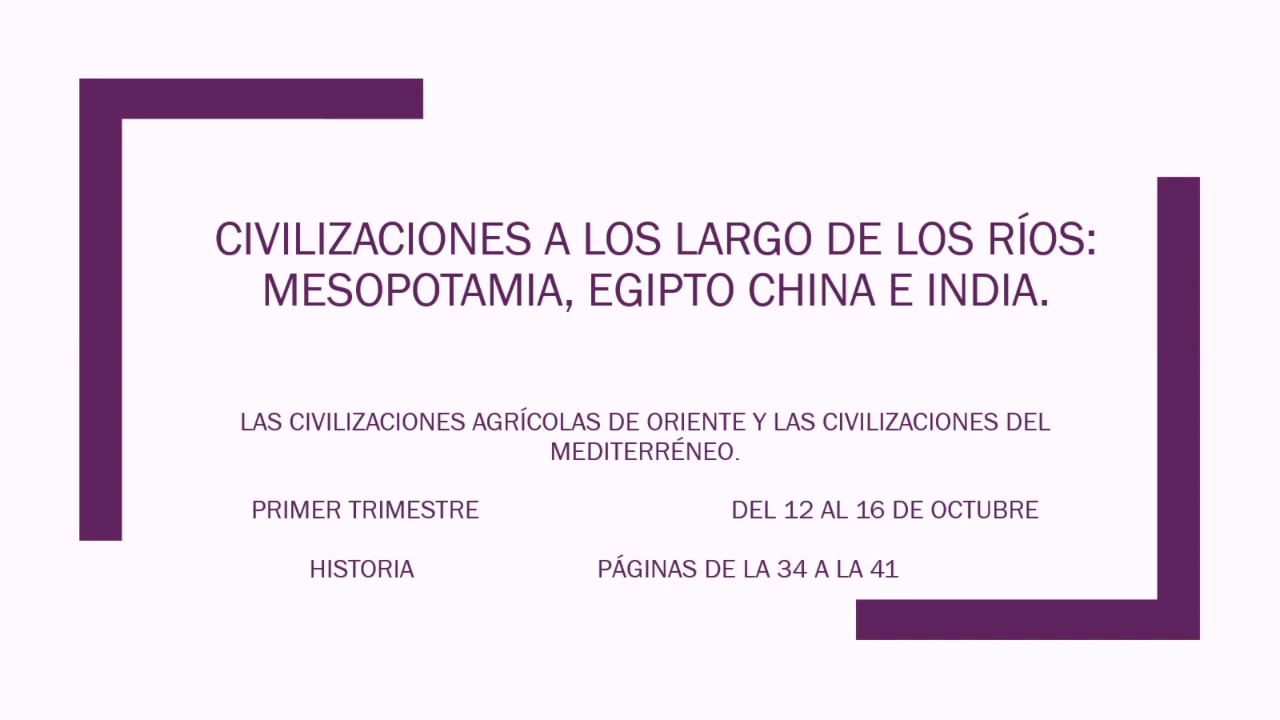 CIVILIZACIONES A LOS LARGO DE LOS RÍOS:
MESOPOTAMIA, EGIPTO CHINA E INDIA.
LAS CIVILIZACIONES AGRÍCOLAS DE ORIENTE Y LAS CIVILIZACIONES DEL
MEDITERRÉNEO.
PRIMER TRIMESTRE DEL 12 AL 16 DE OCTUBRE
HISTORIA PÁGINAS DE LA 34 A LA 41